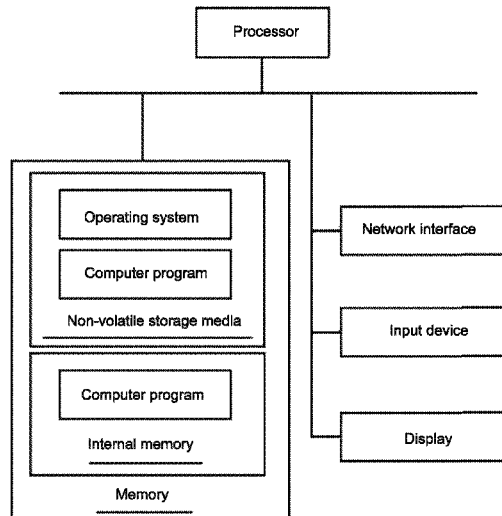 Processor
Operating system
Computer program
Non-volatile storage media
Computer program
Internal memory
Memory
Network interface
Input device
Display